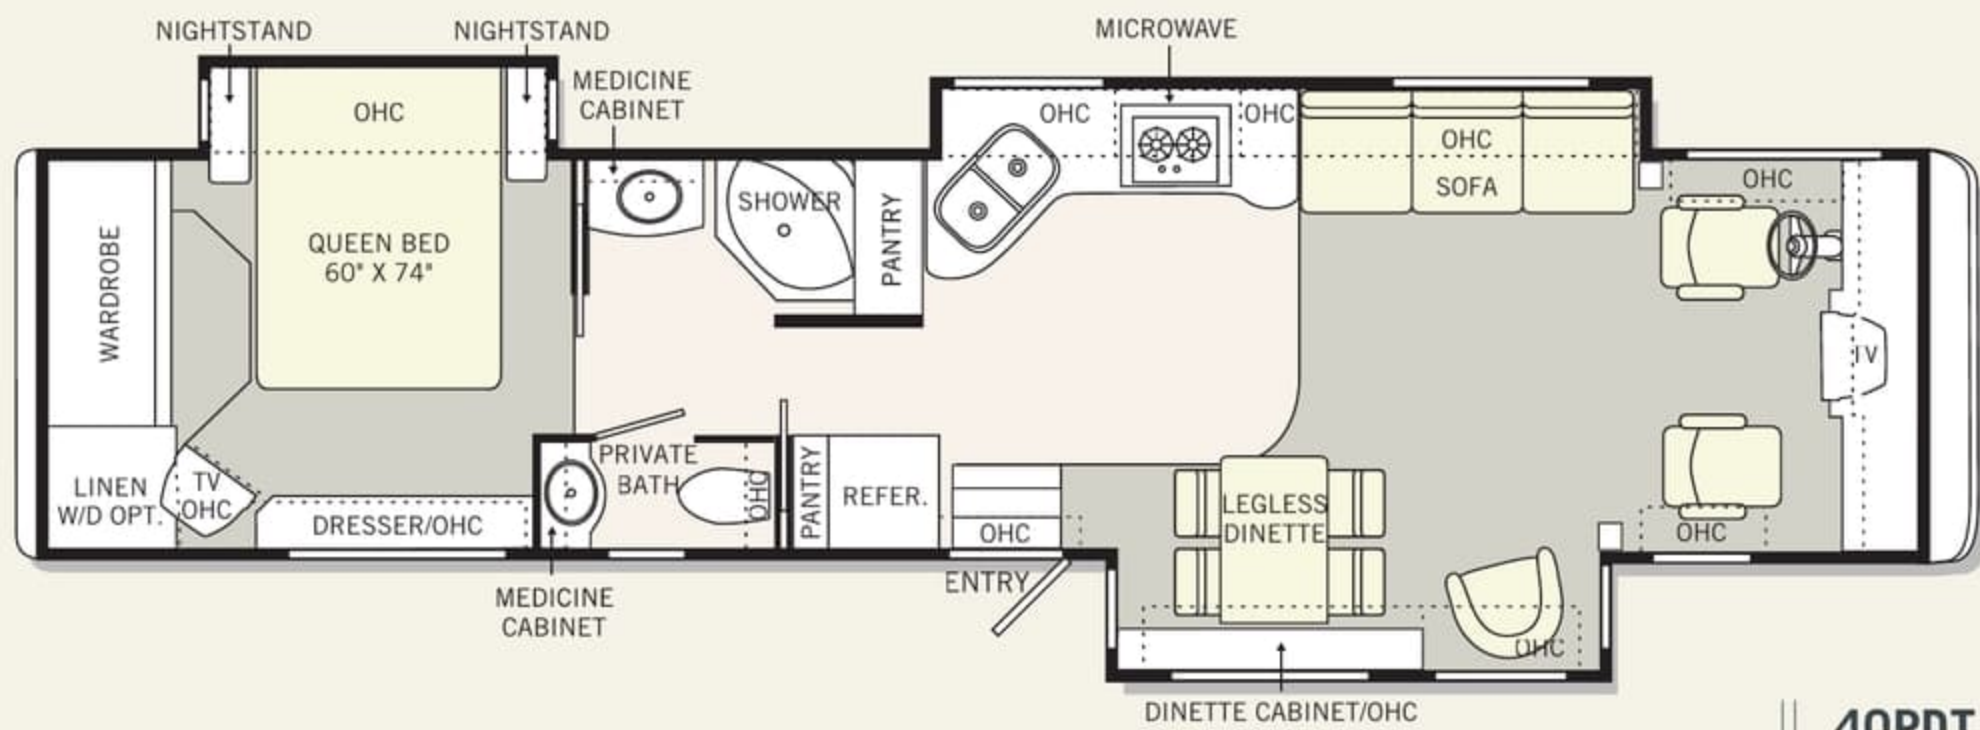 NIGHTSTAND
NIGHTSTAND
MEDICINE
CABINET
MICROWAVE
OHC
OHC
OHC
OHC
SOFA
OHC
QUEEN BED
60" X 74"
WARDROBE
SHOWER
PANTRY
TV
LINEN
W/D OPT.
TV
OHC
DRESSER/OHC
PRIVATE
BATH
OHC
PANTRY
REFER.
OHC
LEGLESS
DINETTE
OHC
OHC
MEDICINE
CABINET
ENTRY
DINETTE CABINET/OHC